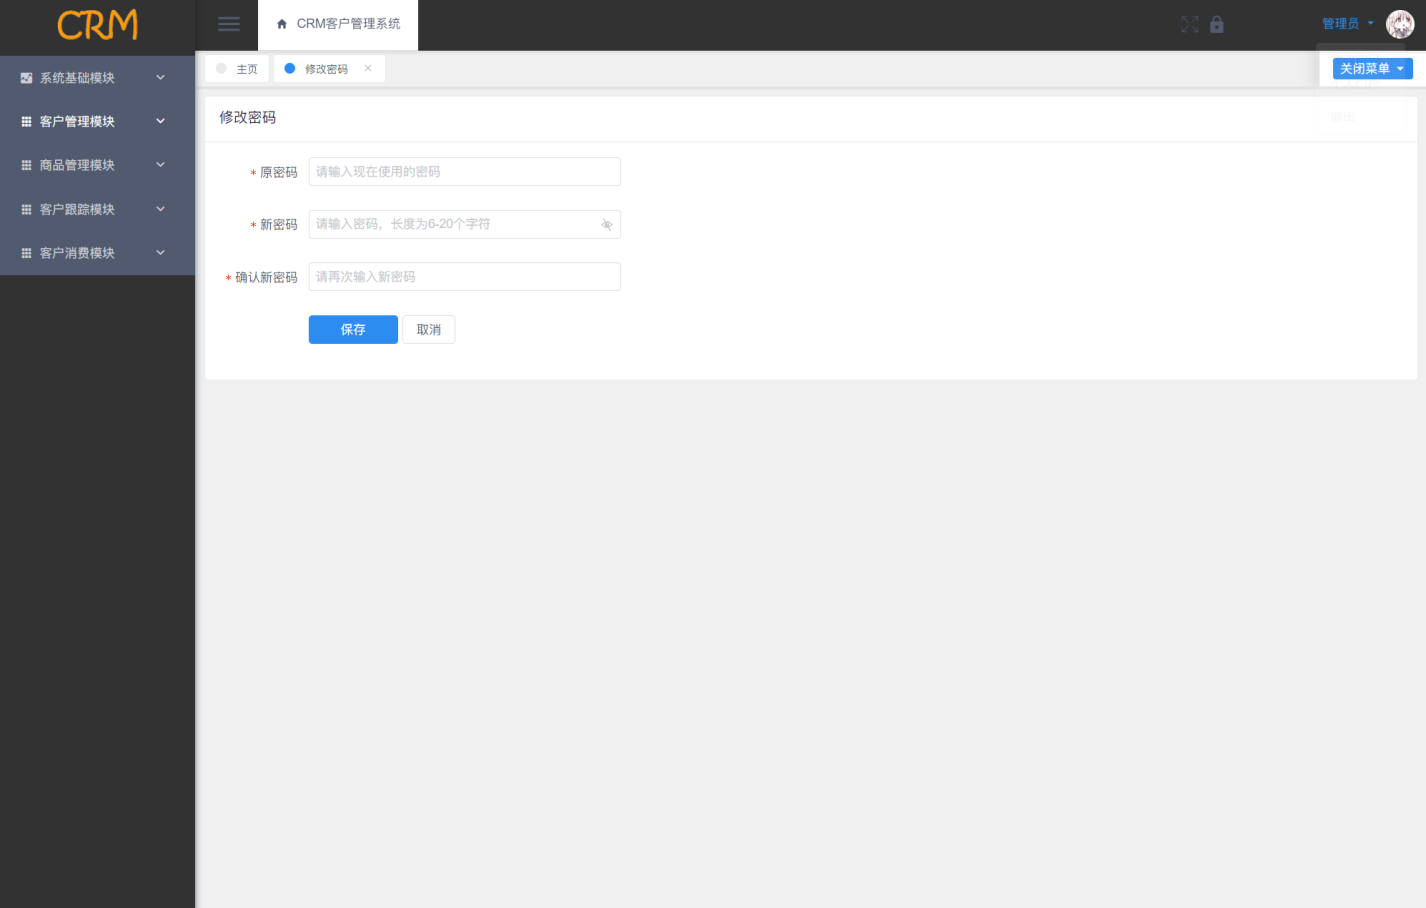 CRM
CRM客户管理系统
管理员
系统基础模块
客户管理模块
商品管理模块
客户跟踪模块
客户消费模块
主页
修改密码
关闭菜单
退出
修改密码
* 原密码
请输入现在使用的密码
* 新密码
请输入密码，长度为6-20个字符
* 确认新密码
请再次输入新密码
保存
取消